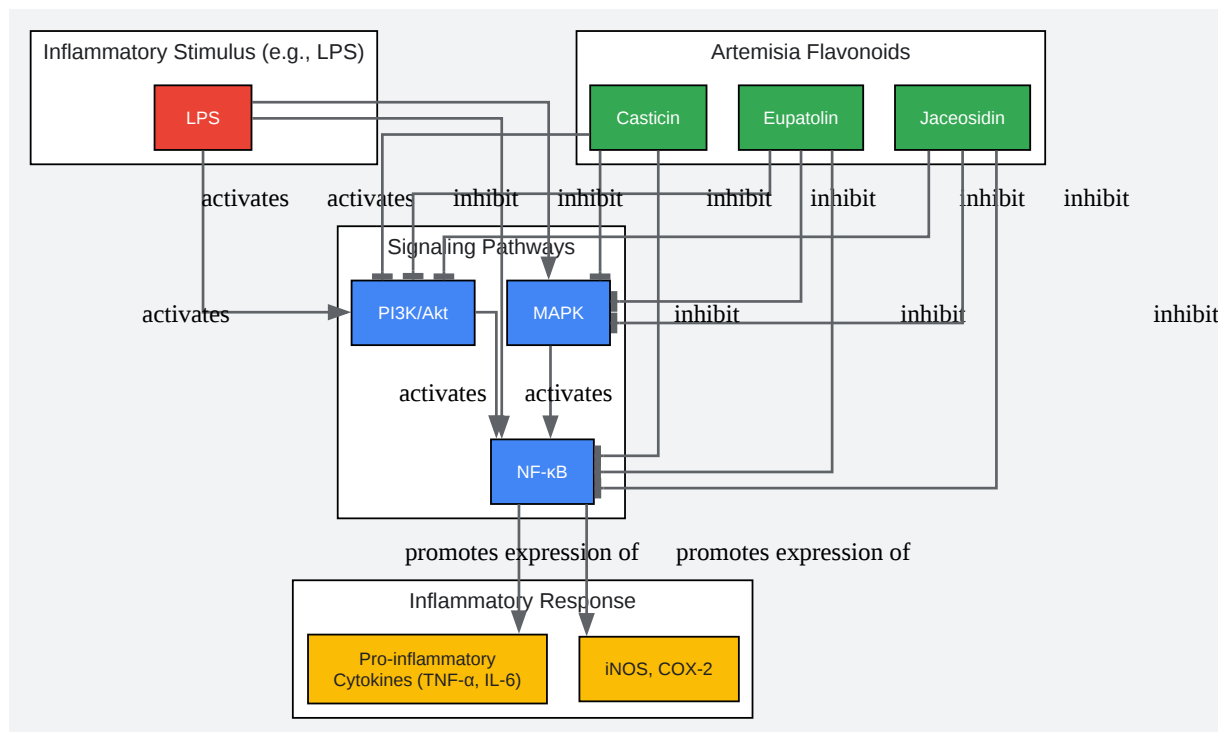 Inflammatory Stimulus (e.g., LPS)
Artemisia Flavonoids
LPS
Casticin
Eupatolin
Jaceosidin
activates
activates
inhibit
inhibit
inhibit
inhibit
inhibit
inhibit
Signaling Pathways
PI3K/Akt
MAPK
activates
inhibit
inhibit
inhibit
activates
activates
NF-κB
promotes expression of
promotes expression of
Inflammatory Response
Pro-inflammatory
Cytokines (TNF-α, IL-6)
iNOS, COX-2